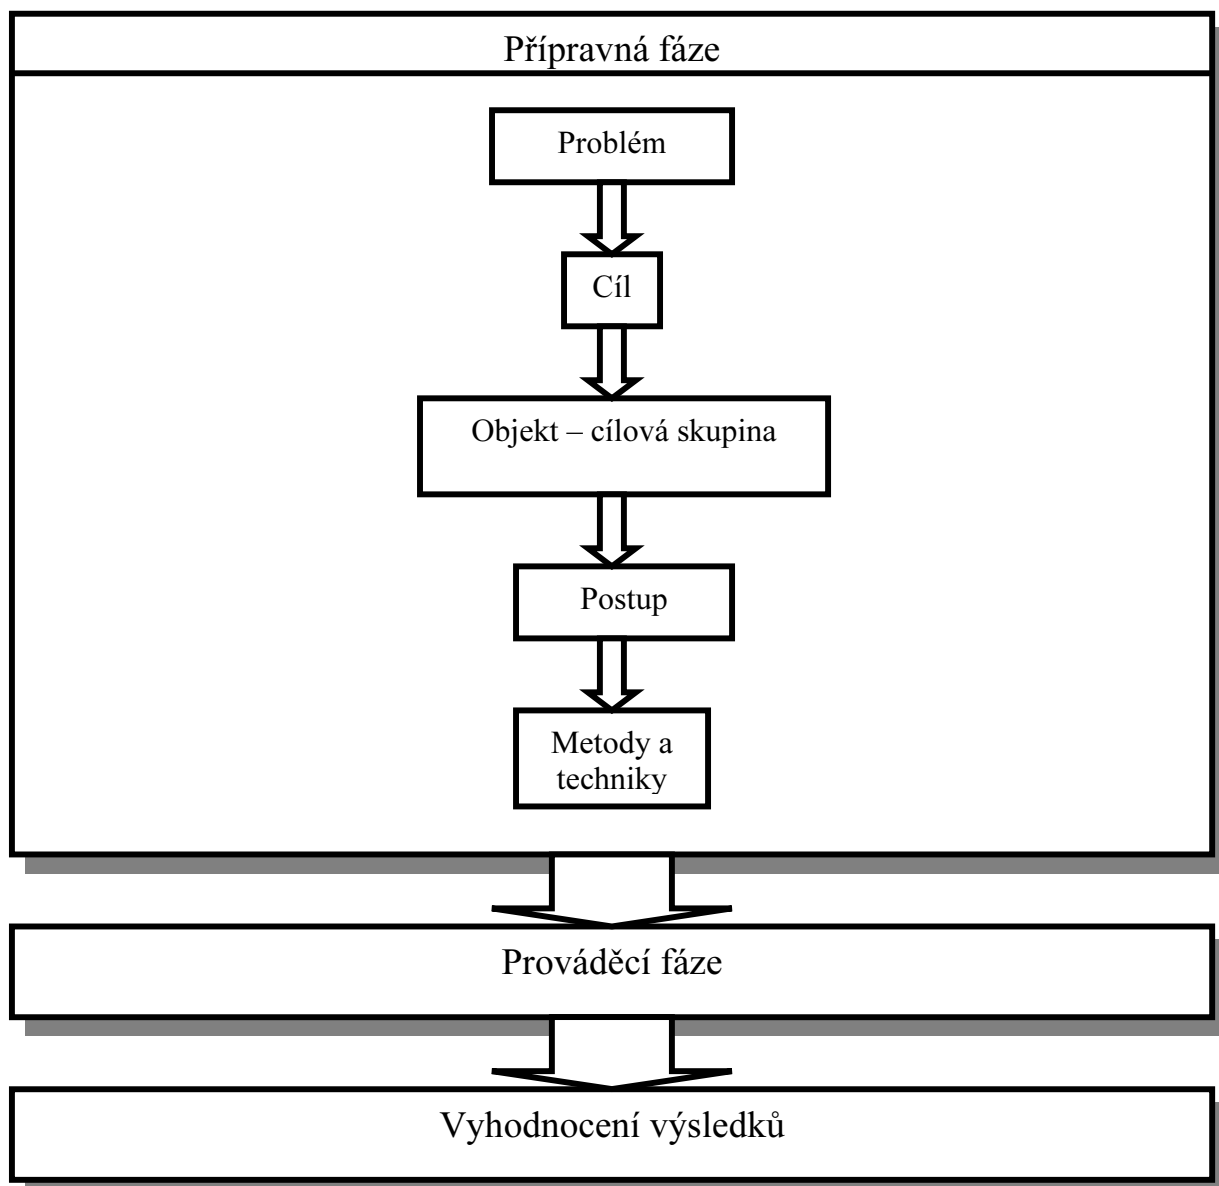 Přípravná fáze
Problém
Cíl
Objekt – cílová skupina
Postup
Metody a
techniky
Prováděcí fáze
Vyhodnocení výsledků